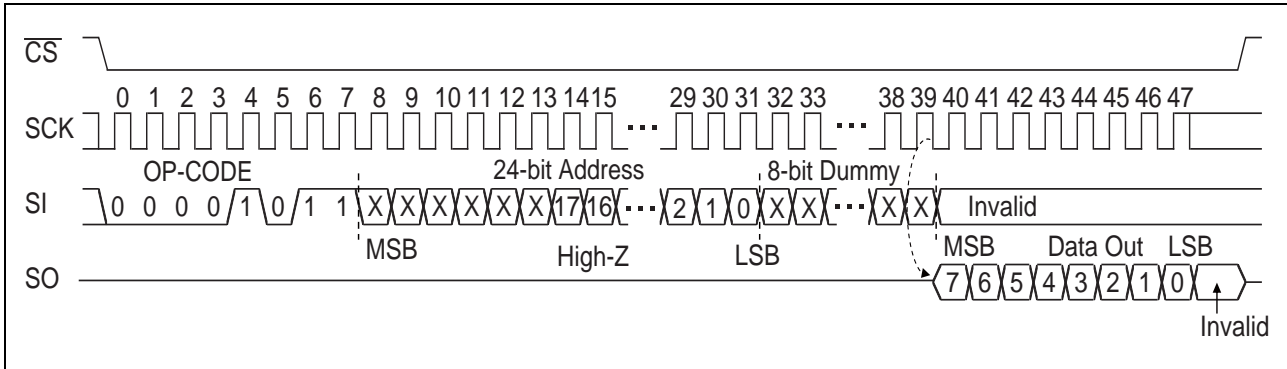 CS
0 1 2 3 4 5 6 7 8 9 10 11 12 13 14 15 29 30 31 32 33 38 39 40 41 42 43 44 45 46 47
SCK ... ...
OP-CODE 24-bit Address 8-bit Dummy
SI 0 0 0 0 1 0 1 1 X X X X X X 17 16 ... 2 1 0 X X ... X X Invalid
MSB High-Z LSB MSB Data Out LSB
SO 7 6 5 4 3 2 1 0
Invalid